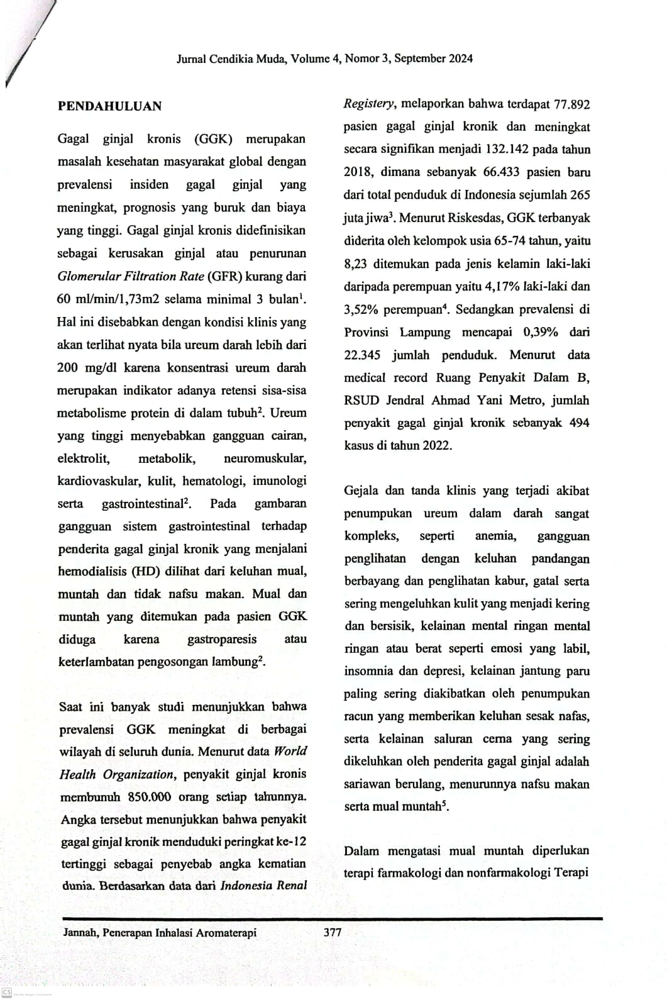 Jurnal Cendikia Muda, Volume 4, Nomor 3, September 2024
PENDAHULUAN
Gagal ginjal kronis (GGK) merupakan
masalah kesehatan masyarakat global dengan
prevalensi insiden gagal ginjal yang
meningkat, prognosis yang buruk dan biaya
yang tinggi. Gagal ginjal kronis didefinisikan
sebagai kerusakan ginjal atau penurunan
Glomerular Filtration Rate (GFR) kurang dari
60 ml/min/1,73m2 selama minimal 3 bulan¹.
Hal ini disebabkan dengan kondisi klinis yang
akan terlihat nyata bila ureum darah lebih dari
200 mg/dl karena konsentrasi ureum darah
merupakan indikator adanya retensi sisa-sisa
metabolisme protein di dalam tubuh². Ureum
yang tinggi menyebabkan gangguan cairan,
elektrolit, metabolik, neuromuskular,
kardiovaskular, kulit, hematologi, imunologi
serta gastrointestinal². Pada gambaran
gangguan sistem gastrointestinal terhadap
penderita gagal ginjal kronik yang menjalani
hemodialisis (HD) dilihat dari keluhan mual,
muntah dan tidak nafsu makan. Mual dan
muntah yang ditemukan pada pasien GGK
diduga karena gastroparesis atau
keterlambatan pengosongan lambung².
Saat ini banyak studi menunjukkan bahwa
prevalensi GGK meningkat di berbagai
wilayah di seluruh dunia. Menurut data World
Health Organization, penyakit ginjal kronis
membunuh 850.000 orang setiap tahunnya.
Angka tersebut menunjukkan bahwa penyakit
gagal ginjal kronik menduduki peringkat ke-12
tertinggi sebagai penyebab angka kematian
dunia. Berdasarkan data dari Indonesia Renal
Registery, melaporkan bahwa terdapat 77.892
pasien gagal ginjal kronik dan meningkat
secara signifikan menjadi 132.142 pada tahun
2018, dimana sebanyak 66.433 pasien baru
dari total penduduk di Indonesia sejumlah 265
juta jiwa³. Menurut Riskesdas, GGK terbanyak
diderita oleh kelompok usia 65-74 tahun, yaitu
8,23 ditemukan pada jenis kelamin laki-laki
daripada perempuan yaitu 4,17% laki-laki dan
3,52% perempuan⁴. Sedangkan prevalensi di
Provinsi Lampung mencapai 0,39% dari
22.345 jumlah penduduk. Menurut data
medical record Ruang Penyakit Dalam B,
RSUD Jendral Ahmad Yani Metro, jumlah
penyakit gagal ginjal kronik sebanyak 494
kasus di tahun 2022.
Gejala dan tanda klinis yang terjadi akibat
penumpukan ureum dalam darah sangat
kompleks, seperti anemia, gangguan
penglihatan dengan keluhan pandangan
berbayang dan penglihatan kabur, gatal serta
sering mengeluhkan kulit yang menjadi kering
dan bersisik, kelainan mental ringan mental
ringan atau berat seperti emosi yang labil,
insomnia dan depresi, kelainan jantung paru
paling sering diakibatkan oleh penumpukan
racun yang memberikan keluhan sesak nafas,
serta kelainan saluran cerna yang sering
dikeluhkan oleh penderita gagal ginjal adalah
sariawan berulang, menurunnya nafsu makan
serta mual muntah⁵.
Dalam mengatasi mual muntah diperlukan
terapi farmakologi dan nonfarmakologi Terapi
Jannah, Penerapan Inhalasi Aromaterapi 377
CS